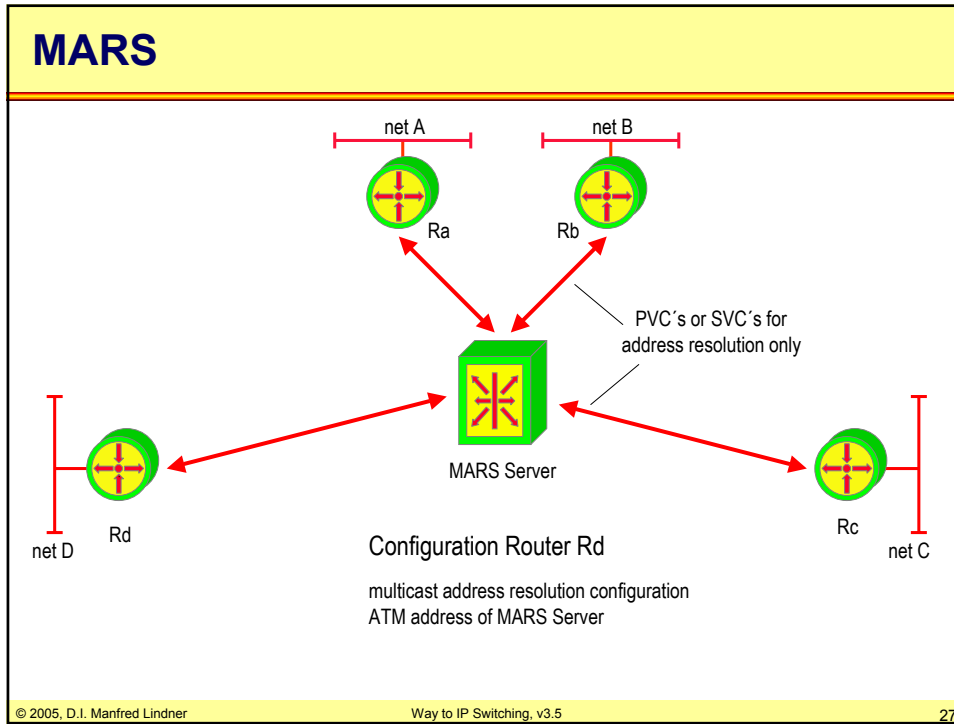 MARS
net A
net B
Ra
Rb
PVC´s or SVC´s for
address resolution only
MARS Server
Rd
net D
Rc
net C
Configuration Router Rd
multicast address resolution configuration
ATM address of MARS Server
© 2005, D.I. Manfred Lindner
Way to IP Switching, v3.5
27